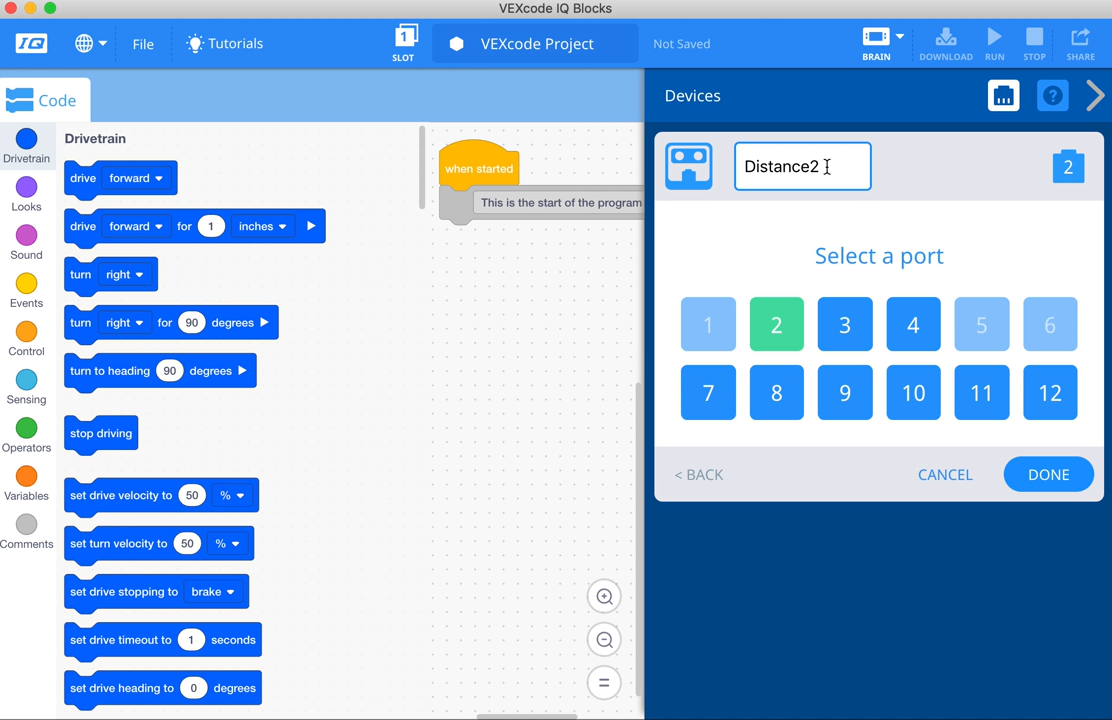 VEXcode IQ Blocks
IQ
File
Tutorials
1
SLOT
VEXcode Project
Not Saved
BRAIN
DOWNLOAD
RUN
STOP
SHARE
Code
Devices
?
Drivetrain
Looks
Sound
Events
Control
Sensing
Operators
Variables
Comments
Drivetrain
drive forward
drive forward for 1 inches
turn right
turn right for 90 degrees
turn to heading 90 degrees
stop driving
set drive velocity to 50 %
set turn velocity to 50 %
set drive stopping to brake
set drive timeout to 1 seconds
set drive heading to 0 degrees
when started
This is the start of the program
Distance2
2
Select a port
1 2 3 4 5 6
7 8 9 10 11 12
< BACK
CANCEL
DONE